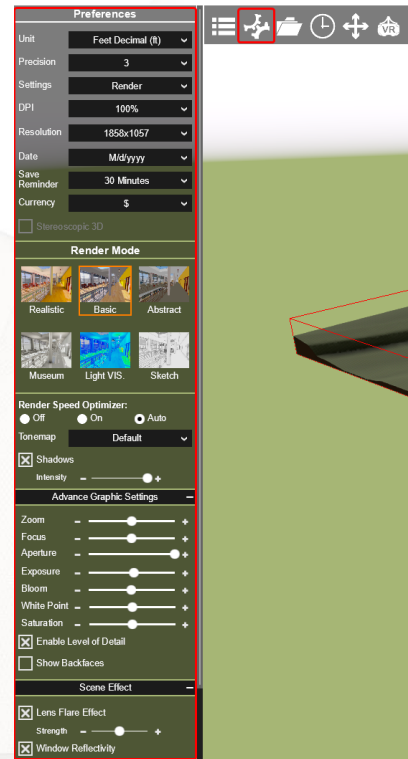 Preferences
Unit Feet Decimal (ft)
Precision 3
Settings Render
DPI 100%
Resolution 1858x1057
Date M/d/yyyy
Save
Reminder 30 Minutes
Currency $
Stereoscopic 3D
Render Mode
Realistic Basic Abstract
Museum Light VIS. Sketch
Render Speed Optimizer:
Off On Auto
Tonemap Default
Shadows
Intensity - +
Advance Graphic Settings -
Zoom - +
Focus - +
Aperture - +
Exposure - +
Bloom - +
White Point - +
Saturation - +
Enable Level of Detail
Show Backfaces
Scene Effect -
Lens Flare Effect
Strength - +
Window Reflectivity
VR